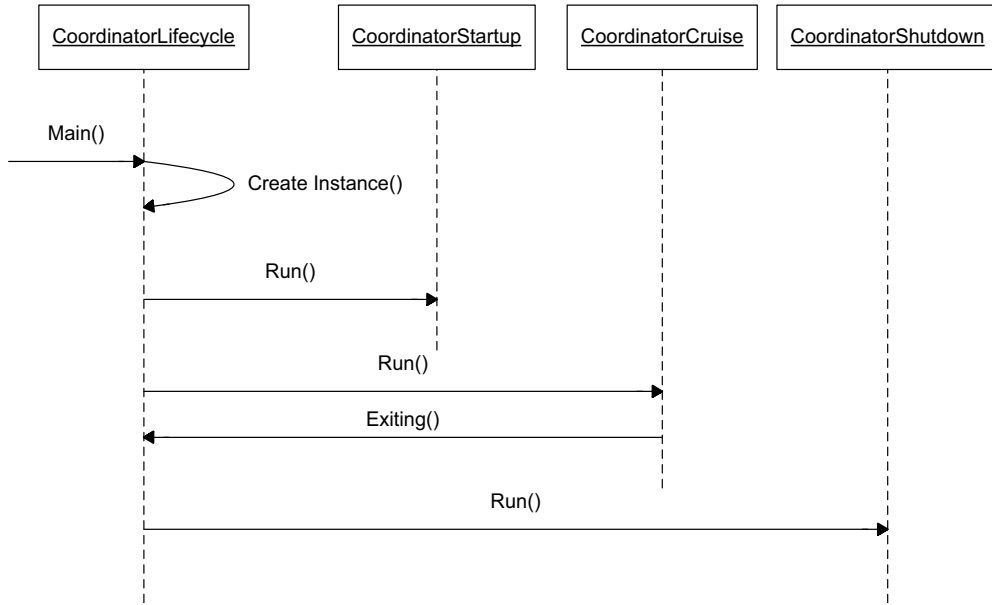 CoordinatorLifecycle
CoordinatorStartup
CoordinatorCruise
CoordinatorShutdown
Main()
Create Instance()
Run()
Run()
Exiting()
Run()